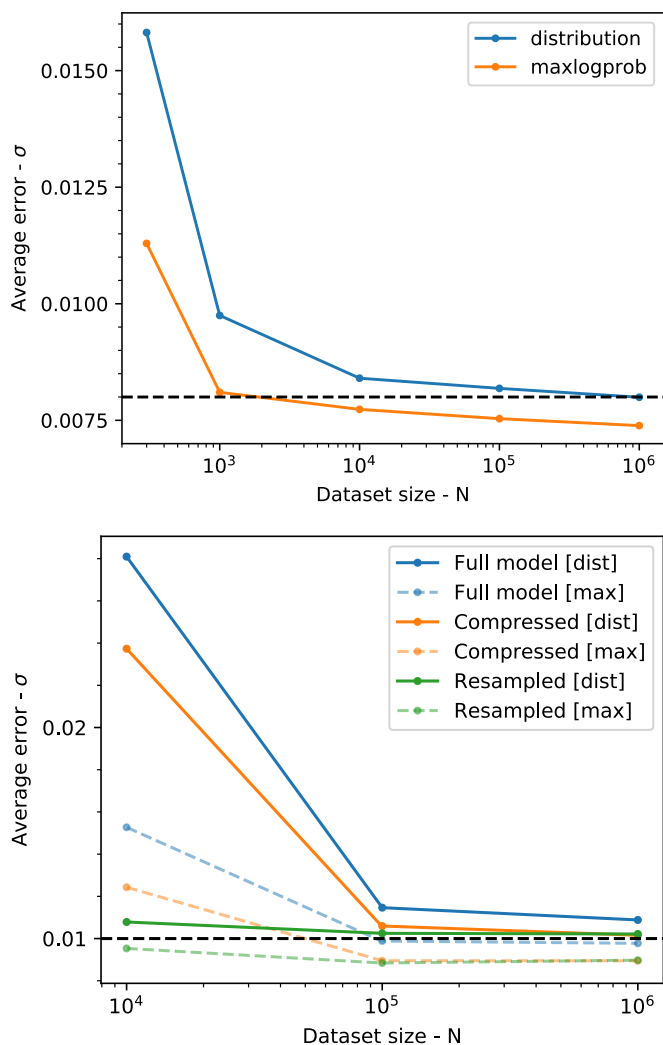 distribution
maxlogprob
Average error - σ
0.0150
0.0125
0.0100
0.0075
10³
10⁴
10⁵
10⁶
Dataset size - N
Full model [dist]
Full model [max]
Compressed [dist]
Compressed [max]
Resampled [dist]
Resampled [max]
Average error - σ
0.02
0.01
10⁴
10⁵
10⁶
Dataset size - N